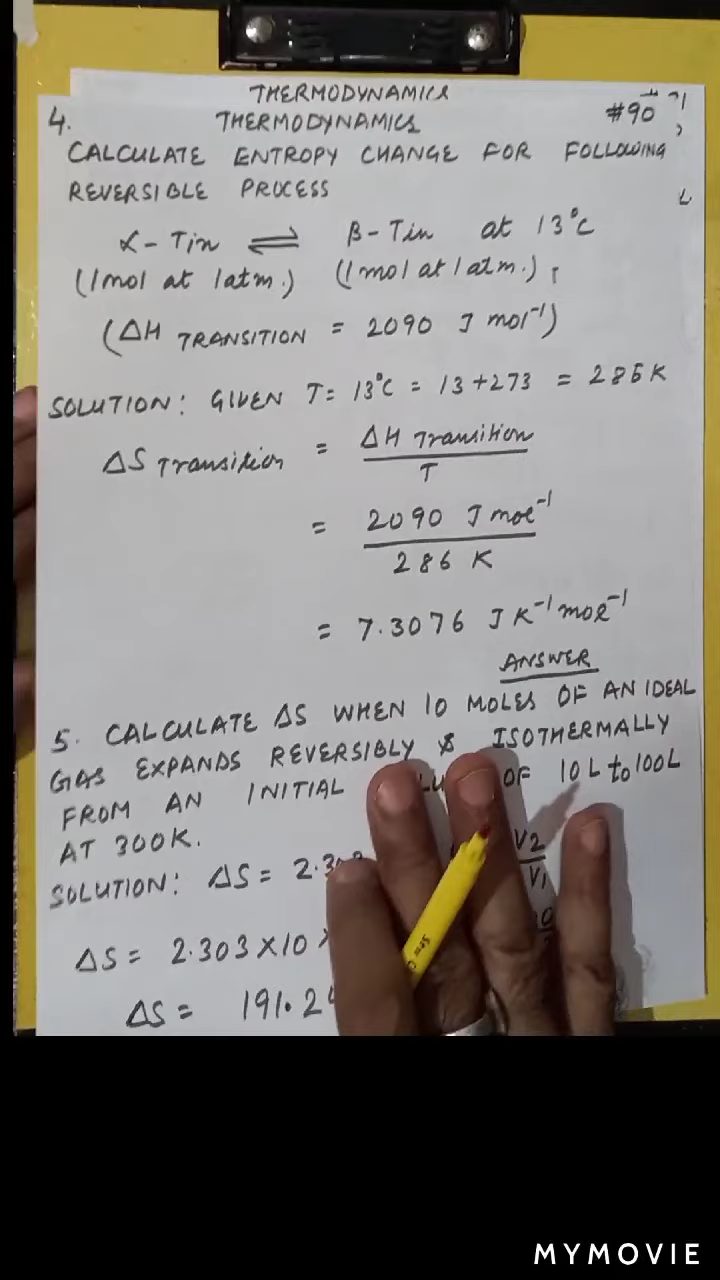 THERMODYNAMICS
4. THERMODYNAMICS #90
CALCULATE ENTROPY CHANGE FOR FOLLOWING
REVERSIBLE PROCESS
α-Tin ⇌ β-Tin at 13°C
(1mol at 1atm.) (1mol at 1atm.)
(ΔH TRANSITION = 2090 J mol⁻¹)
SOLUTION: GIVEN T= 13°C = 13+273 = 286K
ΔS Transition = ΔH Transition
T
= 2090 J mol⁻¹
286 K
= 7.3076 J K⁻¹ mol⁻¹
ANSWER
5. CALCULATE ΔS WHEN 10 MOLES OF AN IDEAL
GAS EXPANDS REVERSIBLY & ISOTHERMALLY
FROM AN INITIAL OF 10L to 100L
AT 300K.
SOLUTION: ΔS = 2.303 V2
V1
ΔS = 2.303 × 10
ΔS = 191.24
MYMOVIE